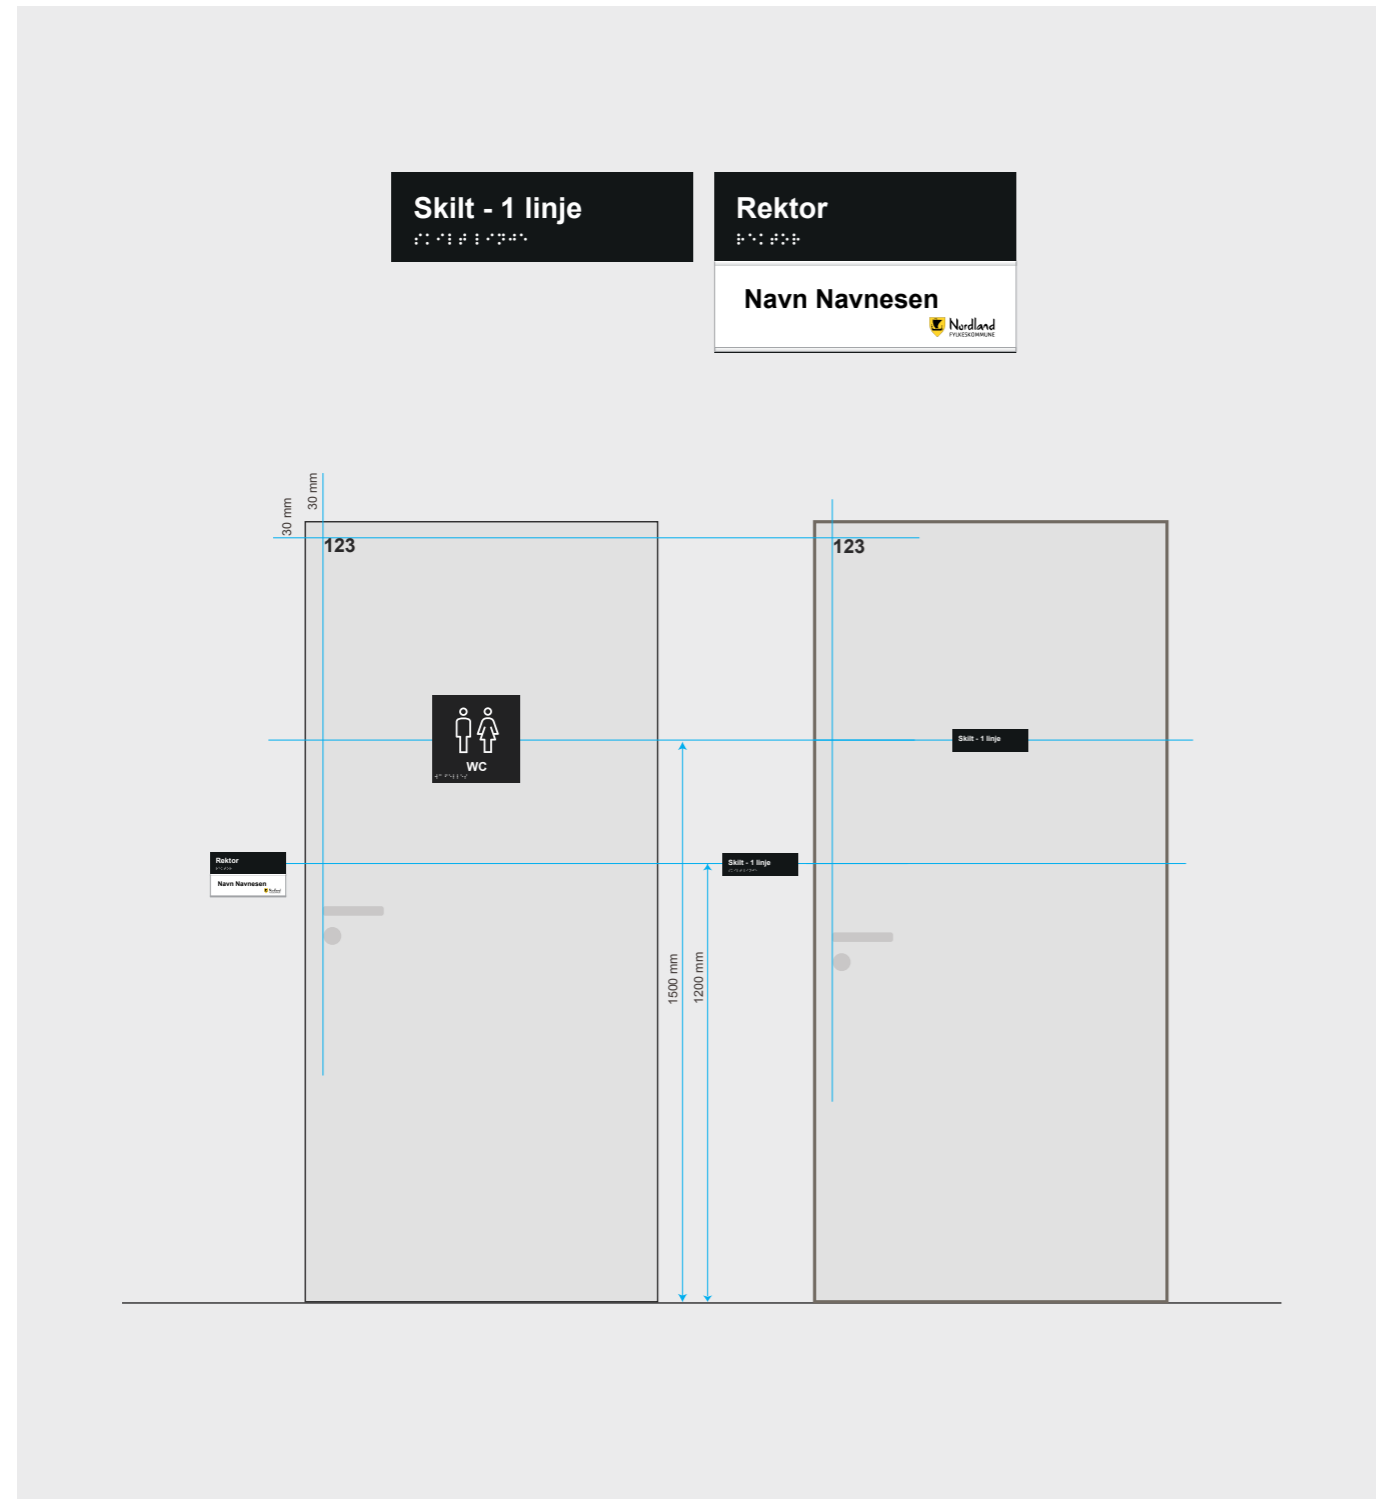 Skilt - 1 linje
⠎⠅⠊⠇⠞ ⠇⠊⠝⠚⠑
Rektor
⠗⠑⠅⠞⠕⠗
Navn Navnesen
Nordland
FYLKESKOMMUNE
30 mm
30 mm
123
123
WC
Skilt - 1 linje
Rektor
Navn Navnesen
Nordland
Skilt - 1 linje
1500 mm
1200 mm